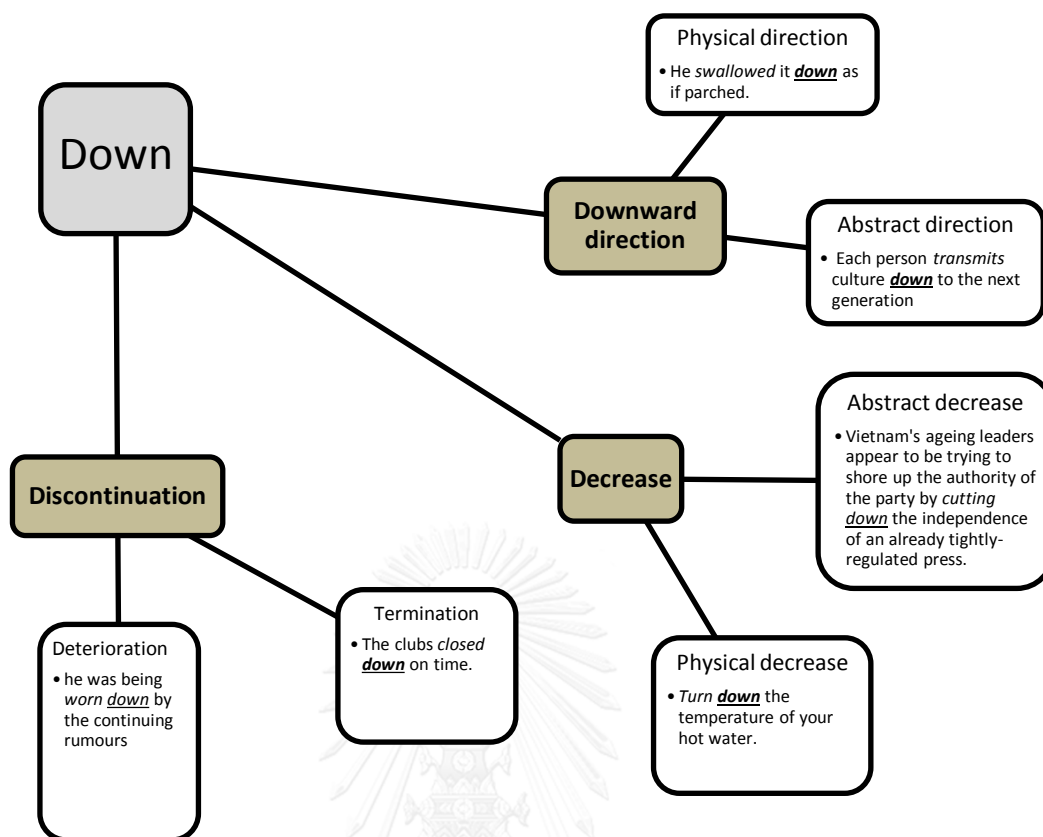 Down
Physical direction
• He swallowed it down as
if parched.
Downward
direction
Abstract direction
• Each person transmits
culture down to the next
generation
Abstract decrease
• Vietnam's ageing leaders
appear to be trying to
shore up the authority of
the party by cutting
down the independence
of an already tightly-
regulated press.
Decrease
Physical decrease
• Turn down the
temperature of your
hot water.
Discontinuation
Termination
• The clubs closed
down on time.
Deterioration
• he was being
worn down by
the continuing
rumours